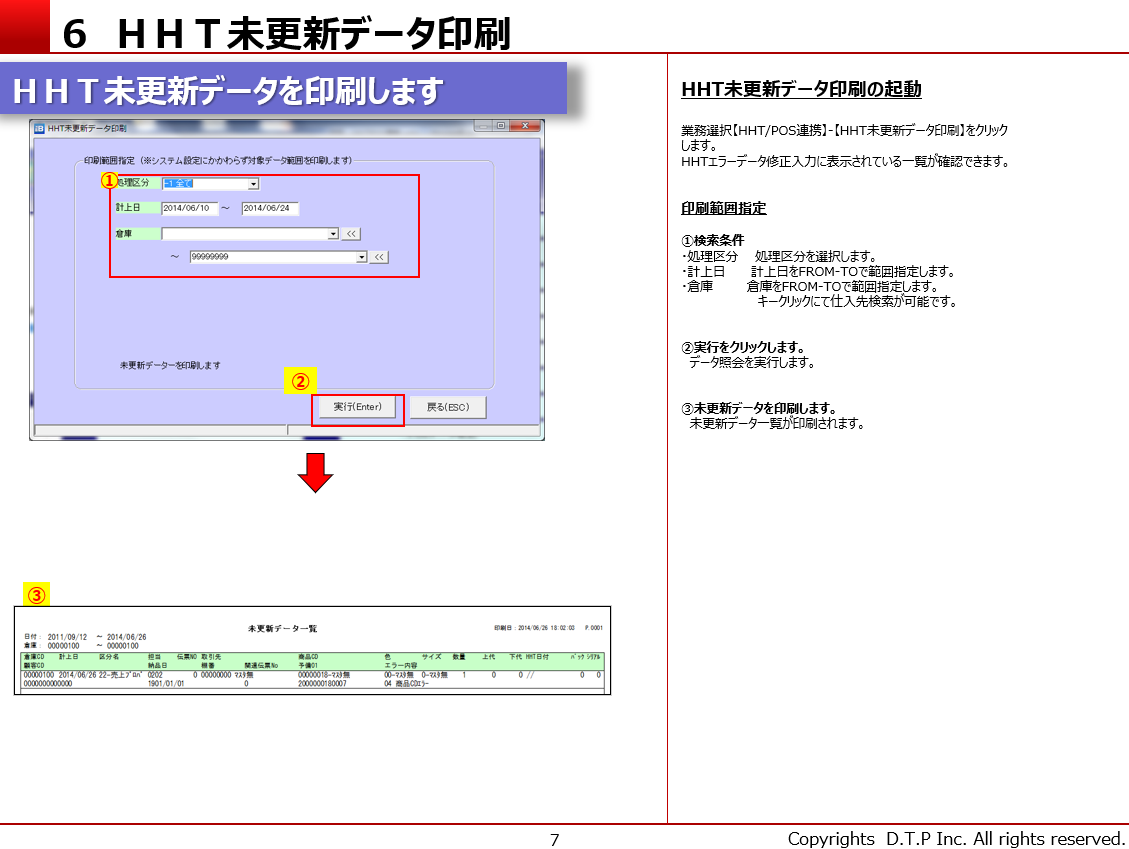 6 ＨＨＴ未更新データ印刷
ＨＨＴ未更新データを印刷します
HHT未更新データ印刷
印刷範囲指定（※システム設定にかかわらず対象データ範囲を印刷します）
①
処理区分 -1:全て
計上日 2014/06/10 ～ 2014/06/24
倉庫 <<
～ 99999999 <<
未更新データーを印刷します
②
実行(Enter) 戻る(ESC)
③
未更新データ一覧 印刷日：2014/06/26 18:02:03 P.0001
日付： 2011/09/12 ～ 2014/06/26
倉庫： 00000100 ～ 00000100
倉庫CD 計上日 区分名 担当 伝票NO 取引先 商品CD 色 サイズ 数量 上代 下代 HHT日付 ﾊﾟｯｸ ｼﾘｱﾙ
顧客CD 納品日 機番 関連伝票No 予備01 エラー内容
00000100 2014/06/26 22-売上ﾌﾟﾛﾊﾟ 0202 0 00000000 ﾏｽﾀ無 00000018-ﾏｽﾀ無 00-ﾏｽﾀ無 0-ﾏｽﾀ無 1 0 0 // 0 0
0000000000000 1901/01/01 0 2000000180007 04 商品CDｴﾗｰ
HHT未更新データ印刷の起動
業務選択【HHT/POS連携】-【HHT未更新データ印刷】をクリック
します。
HHTエラーデータ修正入力に表示されている一覧が確認できます。
印刷範囲指定
①検索条件
・処理区分 処理区分を選択します。
・計上日 計上日をFROM-TOで範囲指定します。
・倉庫 倉庫をFROM-TOで範囲指定します。
キークリックにて仕入先検索が可能です。
②実行をクリックします。
データ照会を実行します。
③未更新データを印刷します。
未更新データ一覧が印刷されます。
7
Copyrights D.T.P Inc. All rights reserved.